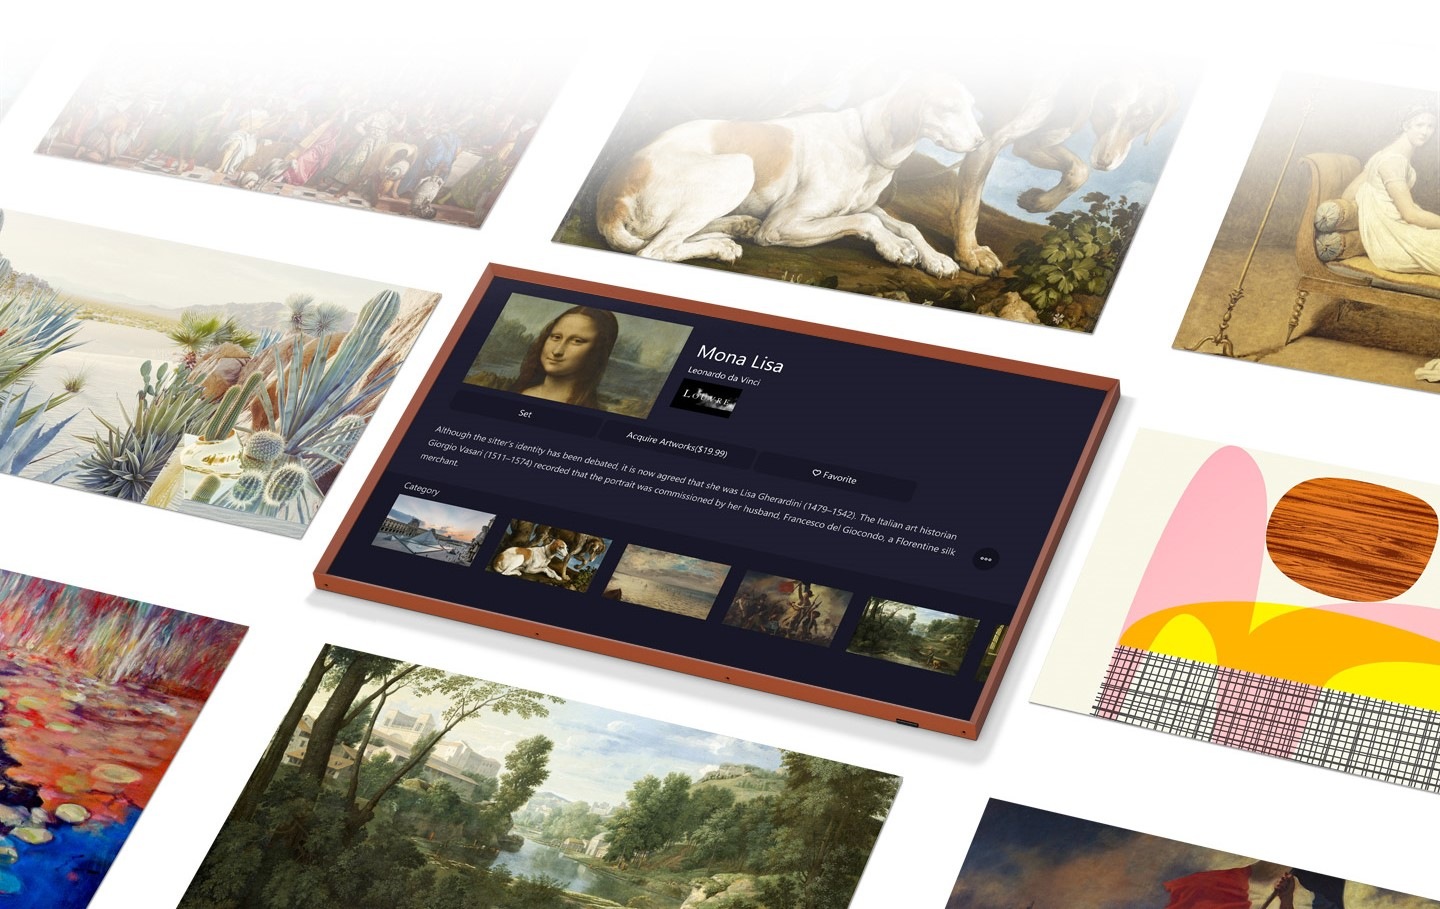 Mona Lisa
Leonardo da Vinci
LOUVRE
Set
Acquire Artworks($19.99)
Favorite
Although the sitter's identity has been debated, it is now agreed that she was Lisa Gherardini (1479–1542). The Italian art historian
Giorgio Vasari (1511–1574) recorded that the portrait was commissioned by her husband, Francesco del Giocondo, a Florentine silk
merchant.
Category